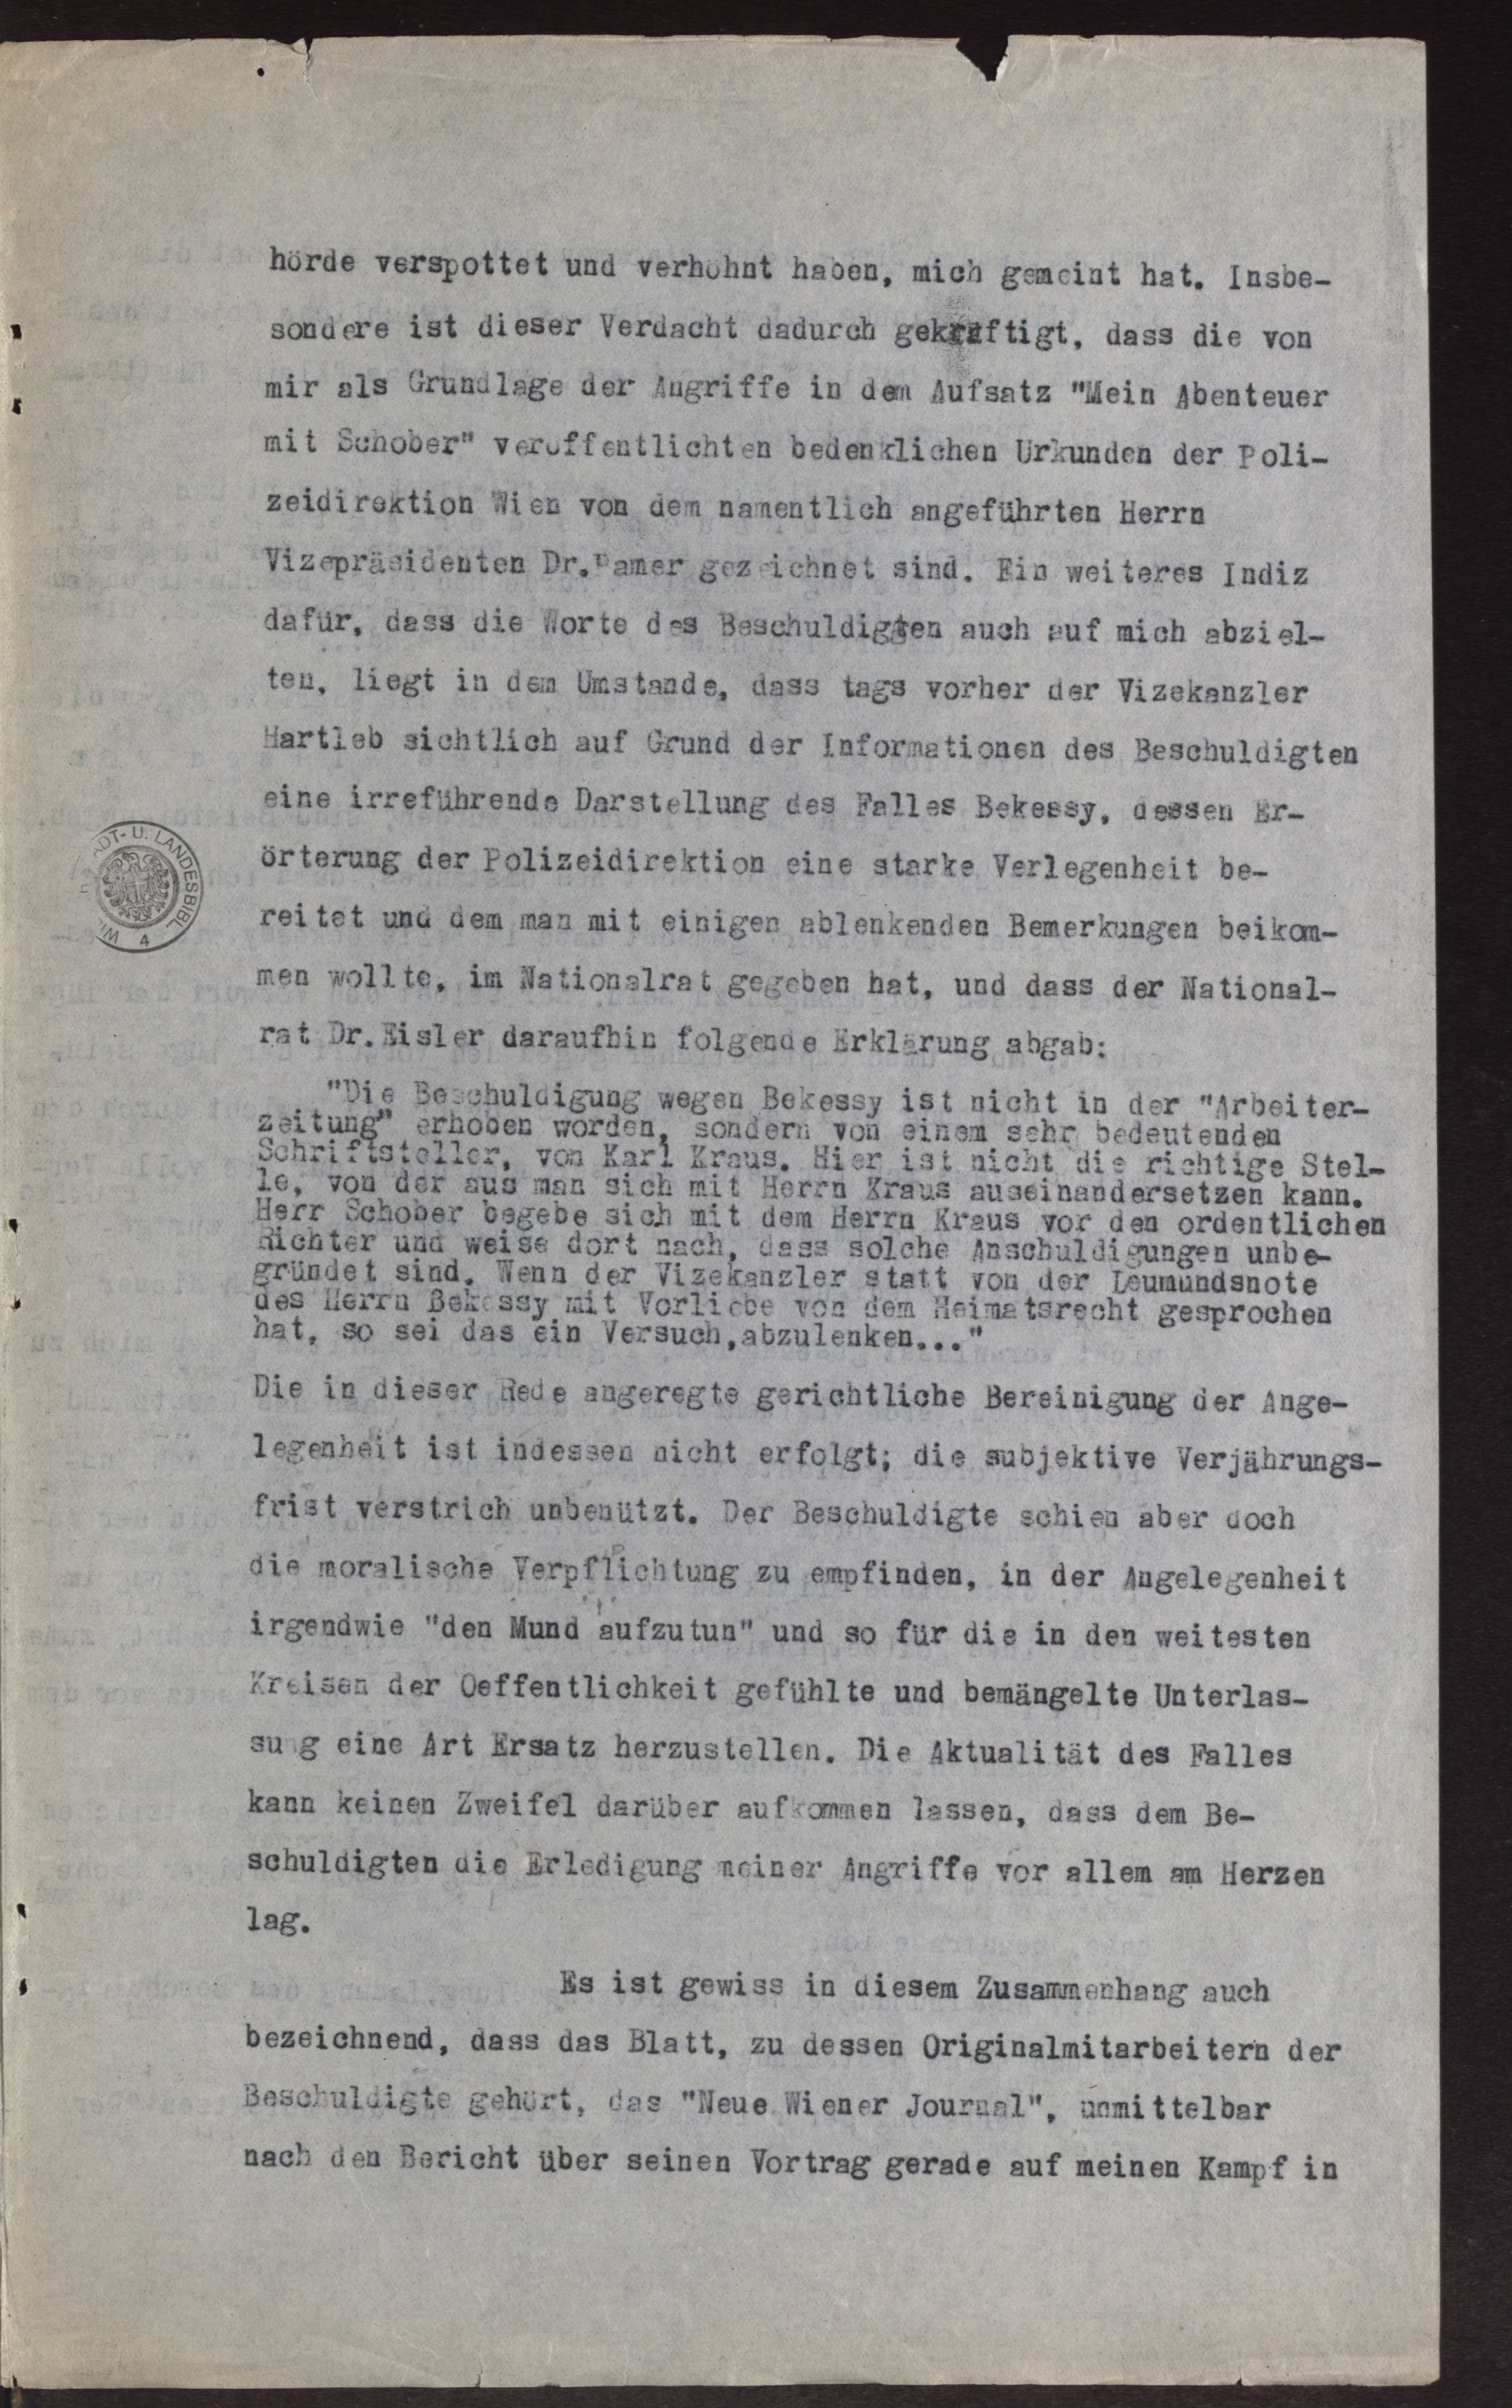 hörde verspottet und verhöhnt haben, mich gemeint hat. Insbe-
sondere ist dieser Verdacht dadurch gekräftigt, dass die von
mir als Grundlage der Angriffe in dem Aufsatz "Mein Abenteuer
mit Schober" veröffentlichten bedenklichen Urkunden der Poli-
zeidirektion Wien von dem namentlich angeführten Herrn
Vizepräsidenten Dr.Pamer gezeichnet sind. Ein weiteres Indiz
dafür, dass die Worte des Beschuldigten auch auf mich abziel-
ten, liegt in dem Umstande, dass tags vorher der Vizekanzler
Hartleb sichtlich auf Grund der Informationen des Beschuldigten
eine irreführende Darstellung des Falles Bekessy, dessen Er-
örterung der Polizeidirektion eine starke Verlegenheit be-
reitet und dem man mit einigen ablenkenden Bemerkungen beikom-
men wollte, im Nationalrat gegeben hat, und dass der National-
rat Dr.Eisler daraufhin folgende Erklärung abgab:
"Die Beschuldigung wegen Bekessy ist nicht in der "Arbeiter-
zeitung" erhoben worden, sondern von einem sehr bedeutenden
Schriftsteller, von Karl Kraus. Hier ist nicht die richtige Stel-
le, von der aus man sich mit Herrn Kraus auseinandersetzen kann.
Herr Schober begebe sich mit dem Herrn Kraus vor den ordentlichen
Richter und weise dort nach, dass solche Anschuldigungen unbe-
gründet sind. Wenn der Vizekanzler statt von der Leumundsnote
des Herrn Bekessy mit Vorliebe von dem Heimatsrecht gesprochen
hat, so sei das ein Versuch,abzulenken..."
Die in dieser Rede angeregte gerichtliche Bereinigung der Ange-
legenheit ist indessen nicht erfolgt; die subjektive Verjährungs-
frist verstrich unbenützt. Der Beschuldigte schien aber doch
die moralische Verpflichtung zu empfinden, in der Angelegenheit
irgendwie "den Mund aufzutun" und so für die in den weitesten
Kreisen der Oeffentlichkeit gefühlte und bemängelte Unterlas-
sung eine Art Ersatz herzustellen. Die Aktualität des Falles
kann keinen Zweifel darüber aufkommen lassen, dass dem Be-
schuldigten die Erledigung meiner Angriffe vor allem am Herzen
lag.
Es ist gewiss in diesem Zusammenhang auch
bezeichnend, dass das Blatt, zu dessen Originalmitarbeitern der
Beschuldigte gehört, das "Neue Wiener Journal", unmittelbar
nach den Bericht über seinen Vortrag gerade auf meinen Kampf in
DT- U. LANDESBIBL.
WI
4